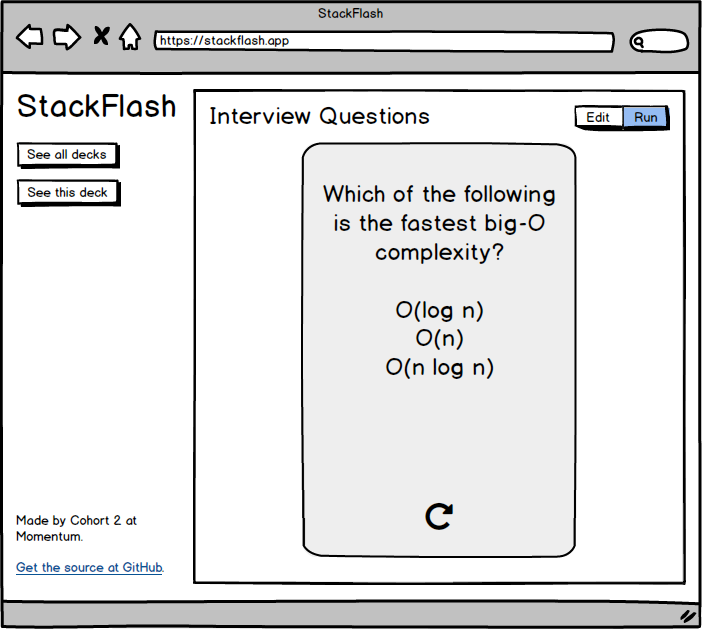 StackFlash
https://stackflash.app
StackFlash
See all decks
See this deck
Interview Questions
Edit
Run
Which of the following
is the fastest big-O
complexity?
O(log n)
O(n)
O(n log n)
Made by Cohort 2 at
Momentum.
Get the source at GitHub.